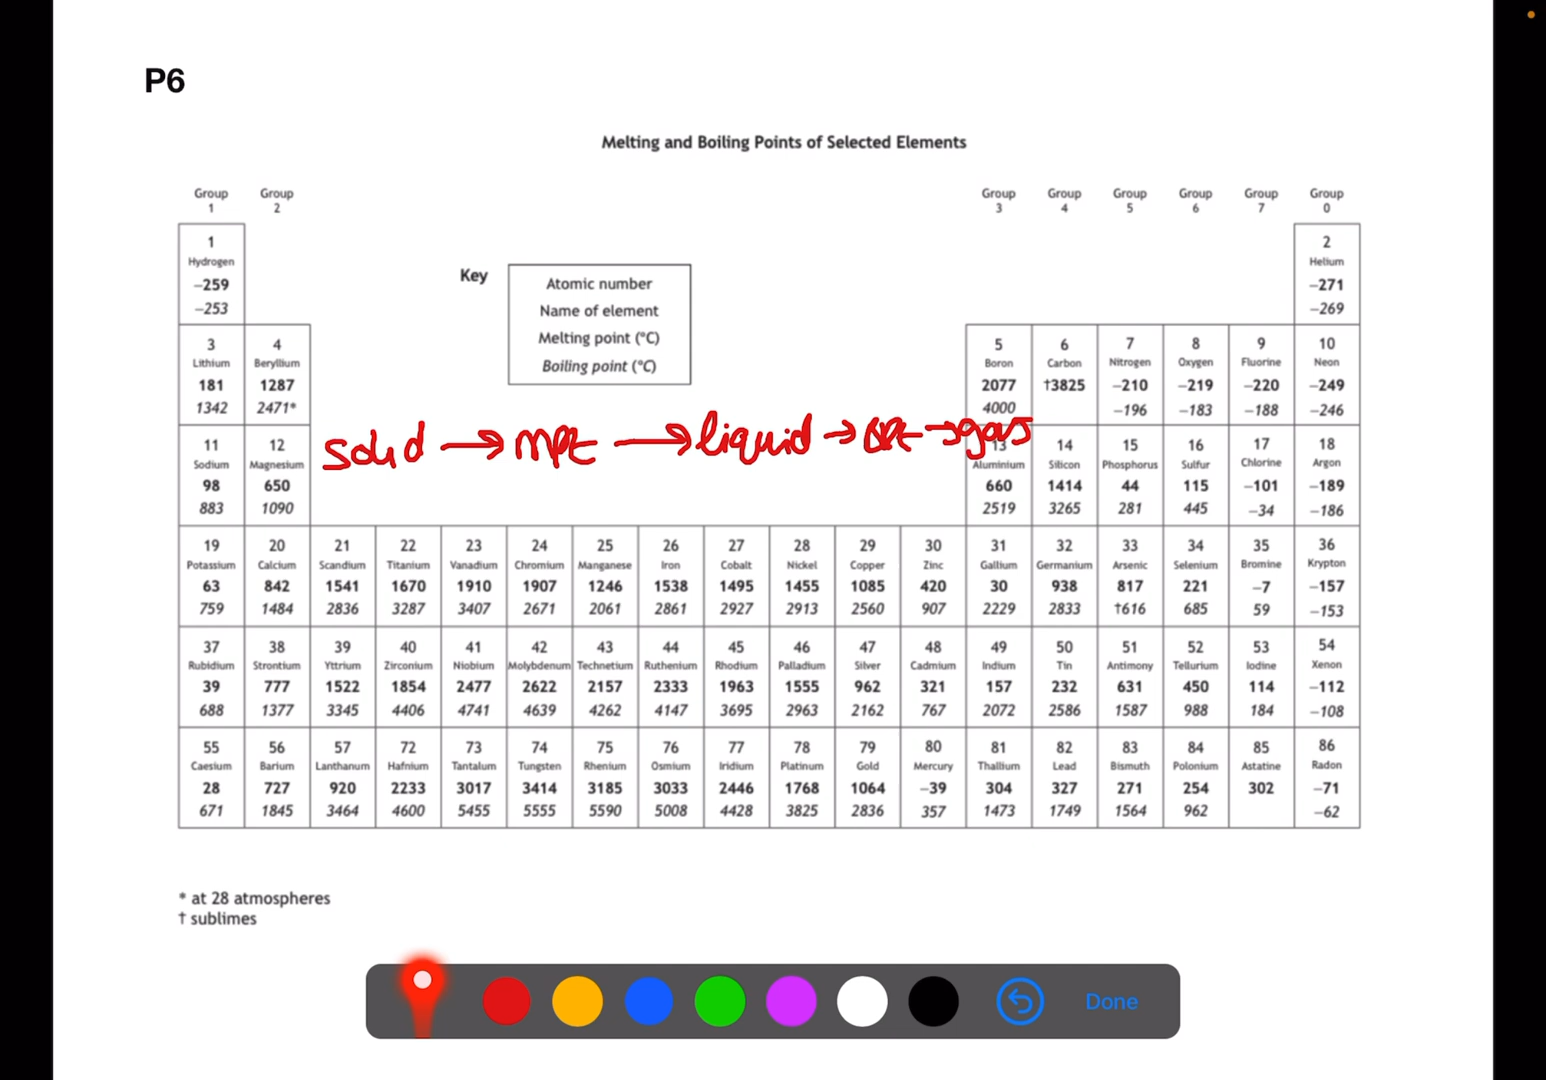 P6
Melting and Boiling Points of Selected Elements
Group 1 Group 2 Group 3 Group 4 Group 5 Group 6 Group 7 Group 0
Key
Atomic number
Name of element
Melting point (°C)
Boiling point (°C)
1 2
Hydrogen Helium
−259 −271
−253 −269
3 4 5 6 7 8 9 10
Lithium Beryllium Boron Carbon Nitrogen Oxygen Fluorine Neon
181 1287 2077 †3825 −210 −219 −220 −249
1342 2471* 4000 −196 −183 −188 −246
solid → mpt → liquid → Bpt → gas
11 12 13 14 15 16 17 18
Sodium Magnesium Aluminium Silicon Phosphorus Sulfur Chlorine Argon
98 650 660 1414 44 115 −101 −189
883 1090 2519 3265 281 445 −34 −186
19 20 21 22 23 24 25 26 27 28 29 30 31 32 33 34 35 36
Potassium Calcium Scandium Titanium Vanadium Chromium Manganese Iron Cobalt Nickel Copper Zinc Gallium Germanium Arsenic Selenium Bromine Krypton
63 842 1541 1670 1910 1907 1246 1538 1495 1455 1085 420 30 938 817 221 −7 −157
759 1484 2836 3287 3407 2671 2061 2861 2927 2913 2560 907 2229 2833 †616 685 59 −153
37 38 39 40 41 42 43 44 45 46 47 48 49 50 51 52 53 54
Rubidium Strontium Yttrium Zirconium Niobium Molybdenum Technetium Ruthenium Rhodium Palladium Silver Cadmium Indium Tin Antimony Tellurium Iodine Xenon
39 777 1522 1854 2477 2622 2157 2333 1963 1555 962 321 157 232 631 450 114 −112
688 1377 3345 4406 4741 4639 4262 4147 3695 2963 2162 767 2072 2586 1587 988 184 −108
55 56 57 72 73 74 75 76 77 78 79 80 81 82 83 84 85 86
Caesium Barium Lanthanum Hafnium Tantalum Tungsten Rhenium Osmium Iridium Platinum Gold Mercury Thallium Lead Bismuth Polonium Astatine Radon
28 727 920 2233 3017 3414 3185 3033 2446 1768 1064 −39 304 327 271 254 302 −71
671 1845 3464 4600 5455 5555 5590 5008 4428 3825 2836 357 1473 1749 1564 962 −62
* at 28 atmospheres
† sublimes
Done